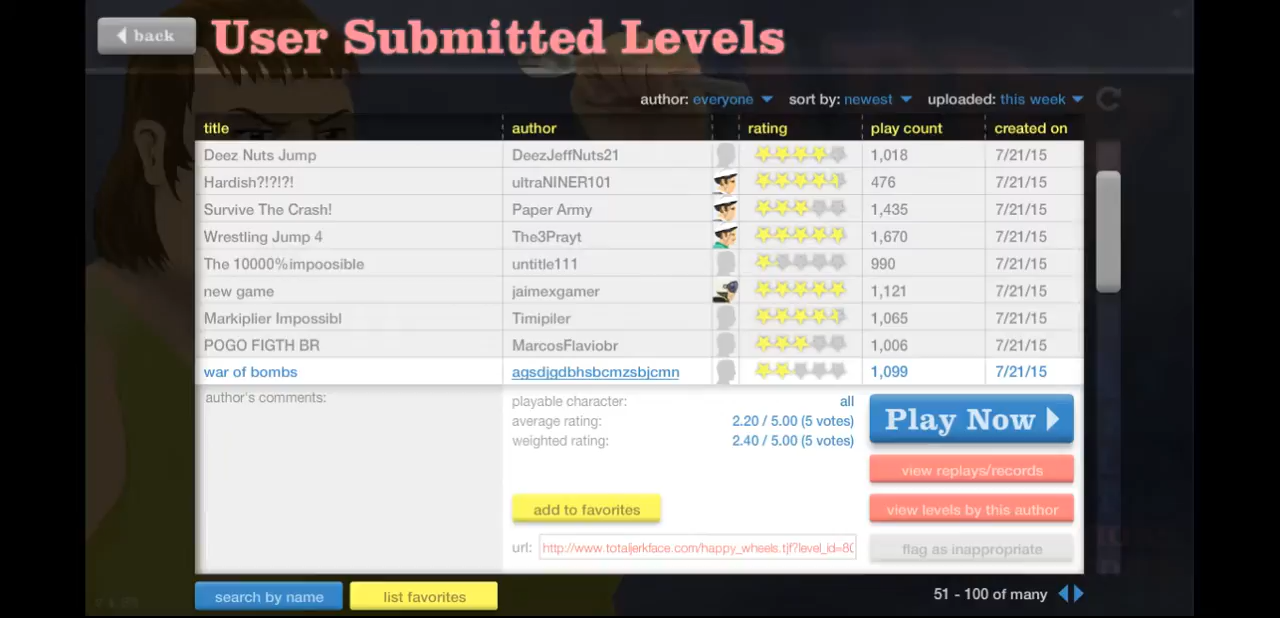 back
User Submitted Levels
author: everyone sort by: newest uploaded: this week
title author rating play count created on
Deez Nuts Jump DeezJeffNuts21 1,018 7/21/15
Hardish?!?!?! ultraNINER101 476 7/21/15
Survive The Crash! Paper Army 1,435 7/21/15
Wrestling Jump 4 The3Prayt 1,670 7/21/15
The 10000%impoosible untitle111 990 7/21/15
new game jaimexgamer 1,121 7/21/15
Markiplier Impossibl Timipiler 1,065 7/21/15
POGO FIGTH BR MarcosFlaviobr 1,006 7/21/15
war of bombs agsdjgdbhsbcmzsbjcmn 1,099 7/21/15
author's comments:
playable character: all
average rating: 2.20 / 5.00 (5 votes)
weighted rating: 2.40 / 5.00 (5 votes)
Play Now
view replays/records
add to favorites
view levels by this author
url: http://www.totaljerkface.com/happy_wheels.tjf?level_id=80
flag as inappropriate
search by name list favorites 51 - 100 of many